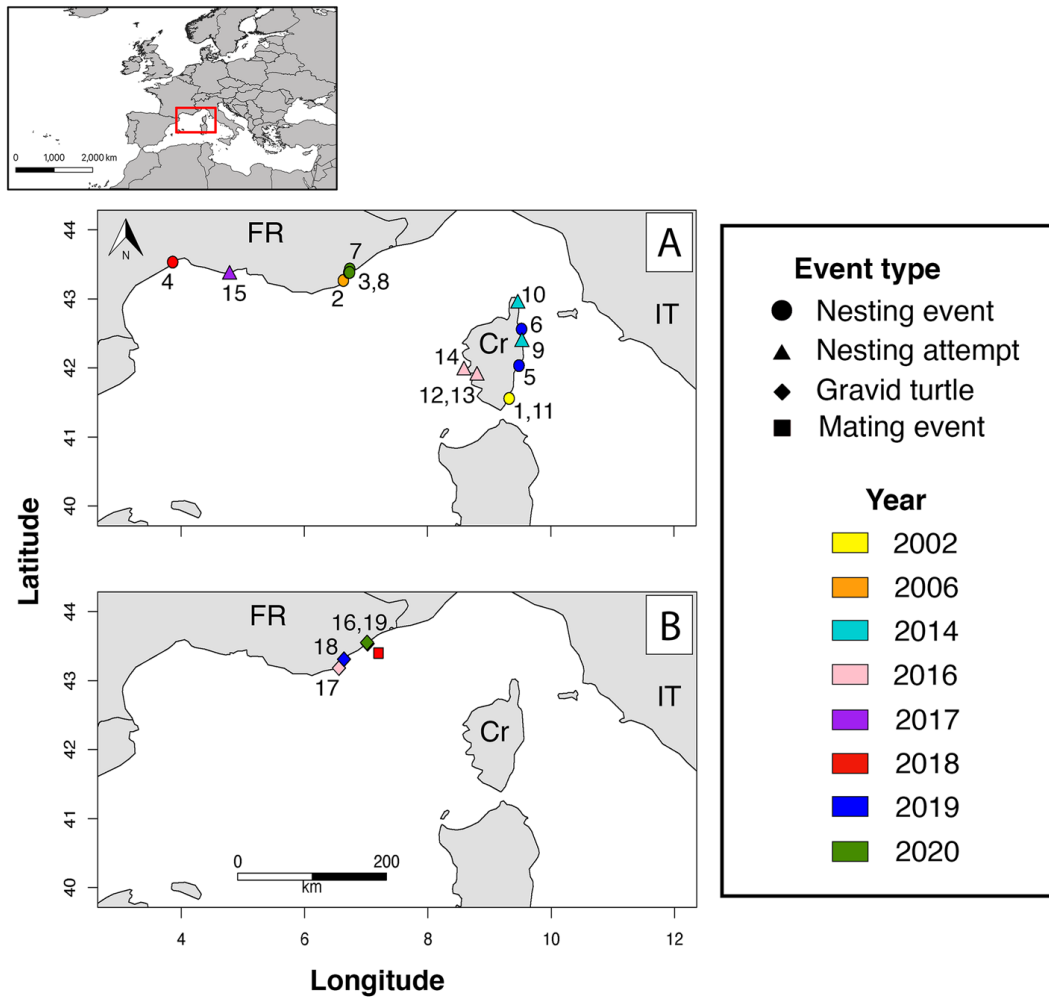 0 1,000 2,000 km
44
43
42
41
40
N
FR
A
4
15
7
3,8
2
10
6
Cr
9
14
12,13
5
1,11
IT
Event type
Nesting event
Nesting attempt
Gravid turtle
Mating event
Year
2002
2006
2014
2016
2017
2018
2019
2020
Latitude
44
43
42
41
40
FR
B
16,19
18
17
Cr
IT
0 200
km
4 6 8 10 12
Longitude